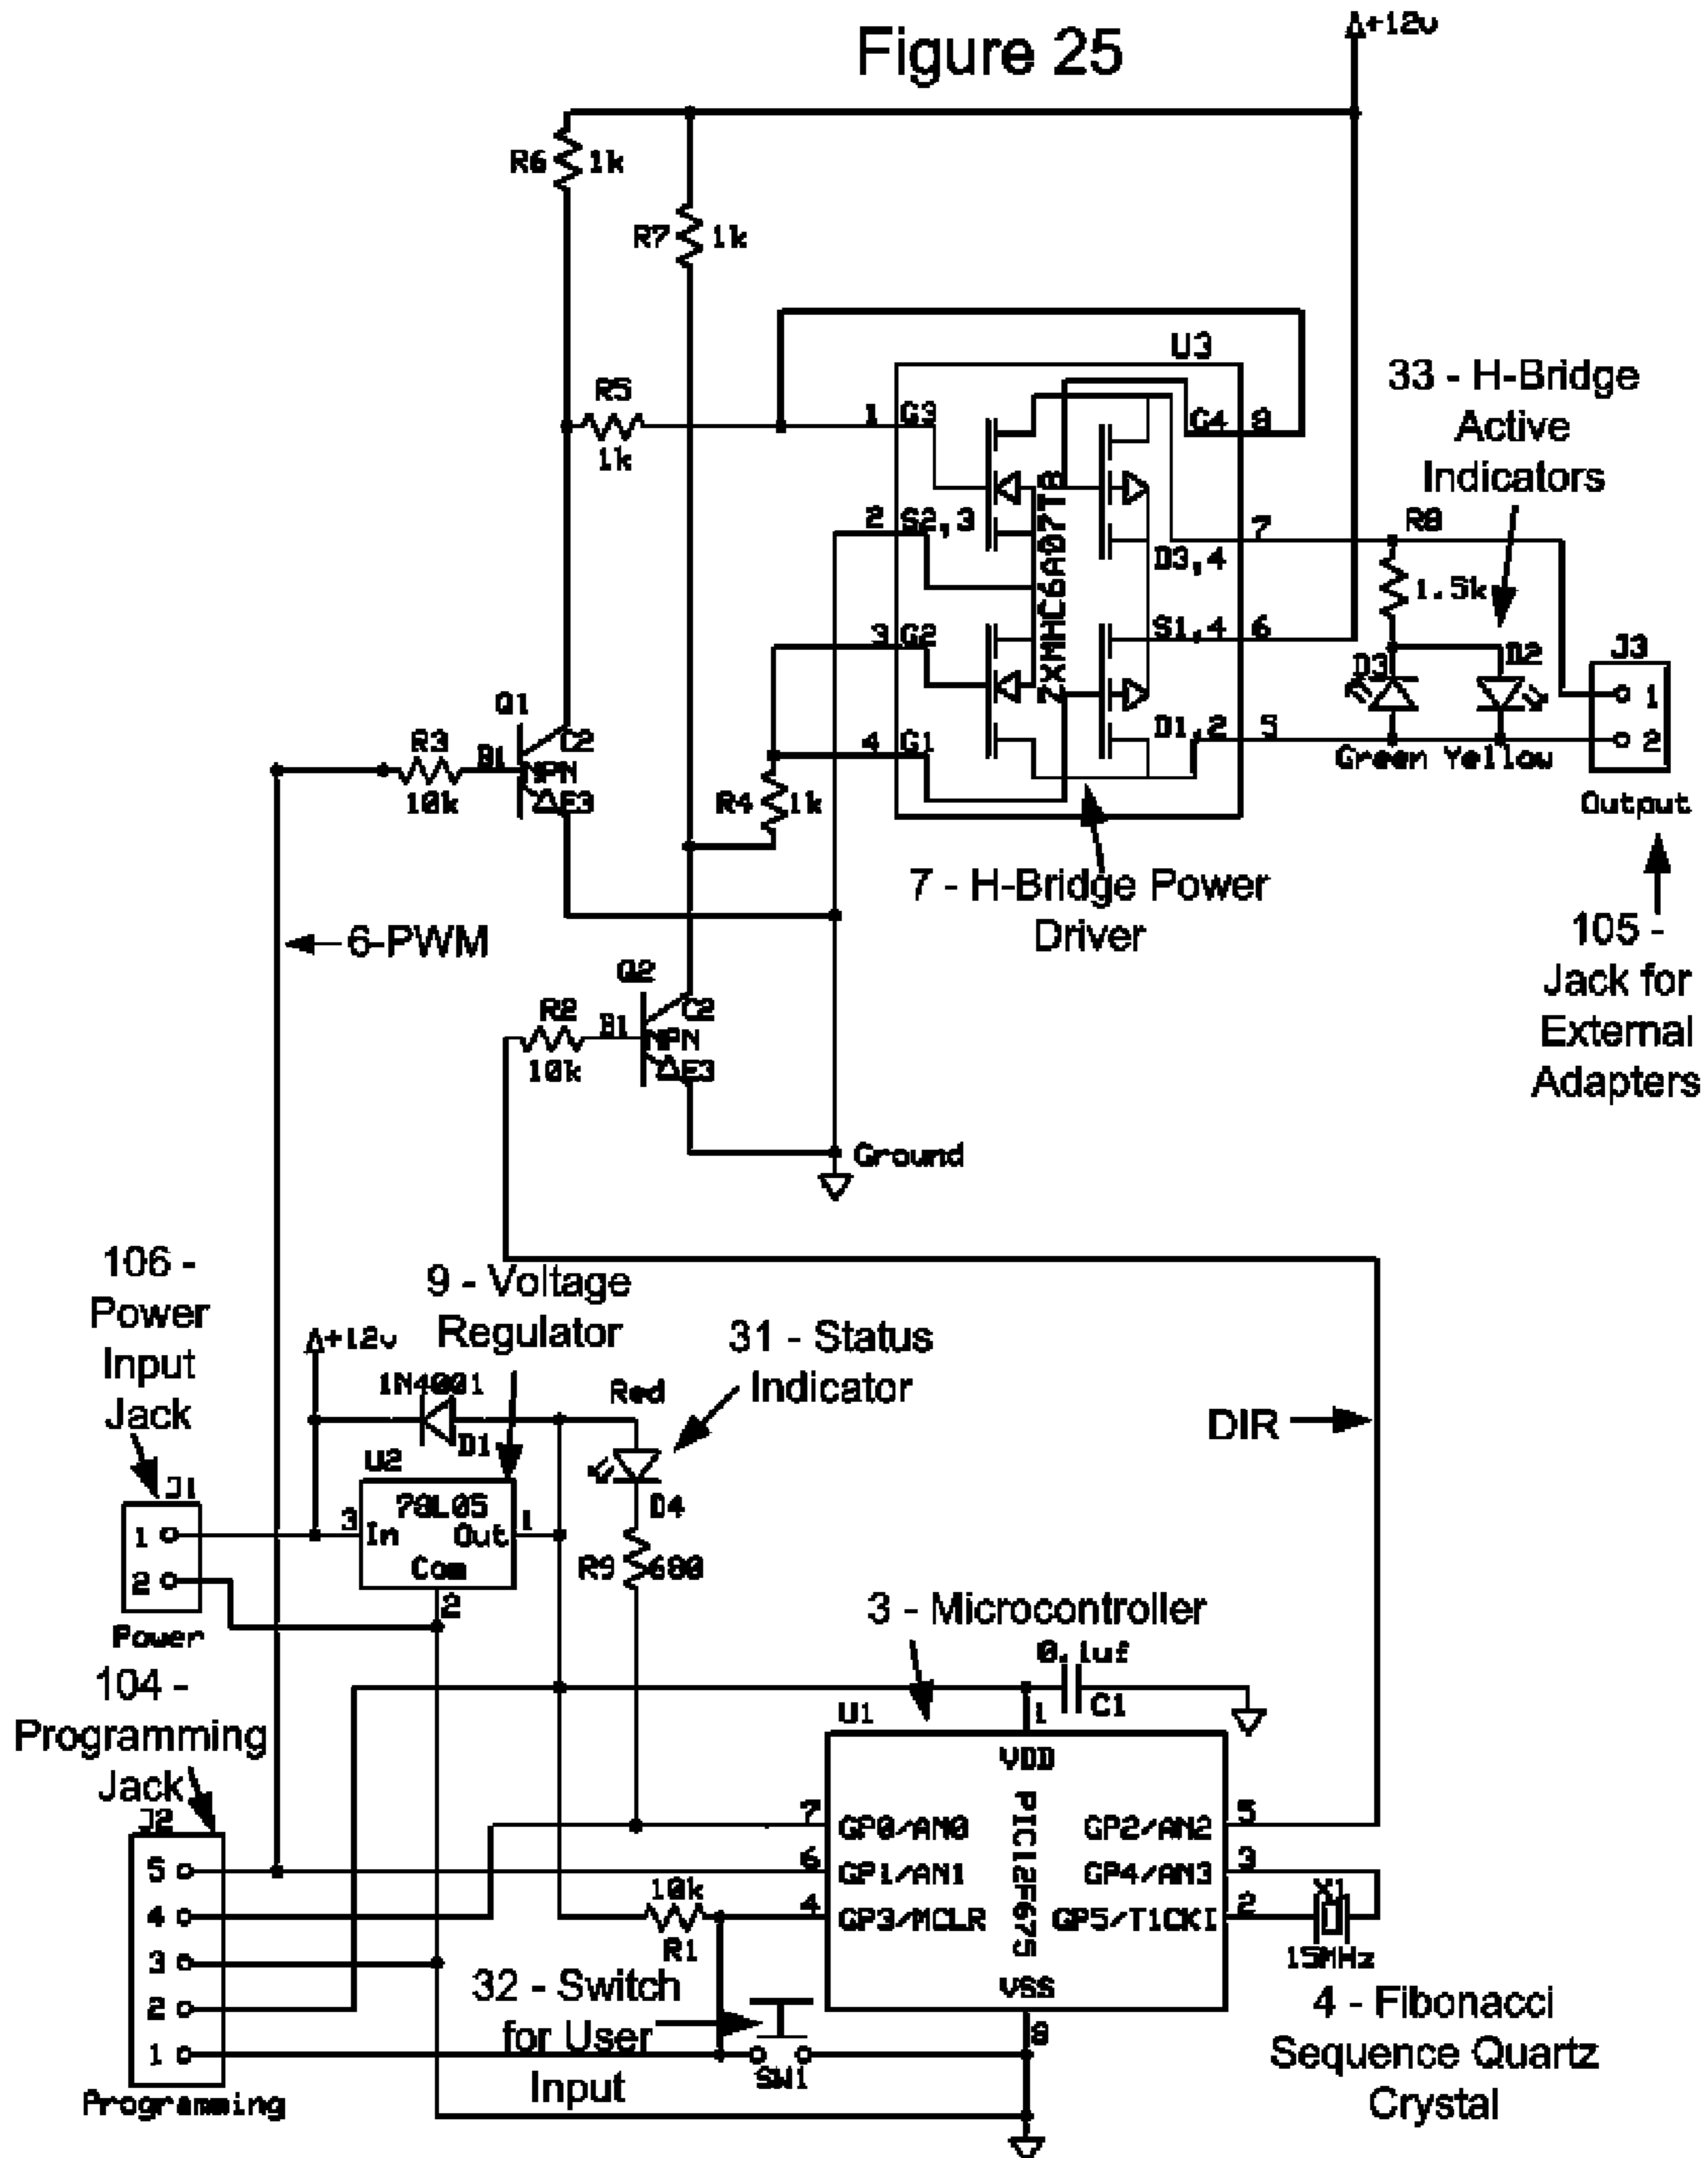 Figure 25
+12v
R6 1k
R7 1k
U3
33 - H-Bridge
Active
Indicators
R5
1k
1 G3
G4 8
2 S2,3
ZXMHC6A07T8
7
D3,4
R8
1.5k
3 G2
S1,4 6
J3
D3
D2
1
Q1
4 G1
D1,2 5
2
R3
B1
C2
NPN
E3
10k
Green Yellow
R4 1k
Output
7 - H-Bridge Power
Driver
6-PWM
105 -
Jack for
External
Adapters
Q2
R2
B1
C2
NPN
E3
10k
Ground
106 -
Power
Input
Jack
9 - Voltage
Regulator
+12v
31 - Status
Indicator
1N4001
Red
D1
DIR
U2
J1
78L05
D4
1
3 In Out 1
Com
R9 680
2
2
Power
3 - Microcontroller
0.1uf
104 -
Programming
Jack
U1
1
C1
VDD
J2
PIC12F675
7 GP0/AN0
GP2/AN2 5
5
6 GP1/AN1
GP4/AN3 3
10k
X1
4
4 GP3/MCLR
GP5/T1CKI 2
R1
15MHz
3
32 - Switch
for User
Input
VSS
2
8
4 - Fibonacci
Sequence Quartz
Crystal
1
SW1
Programming